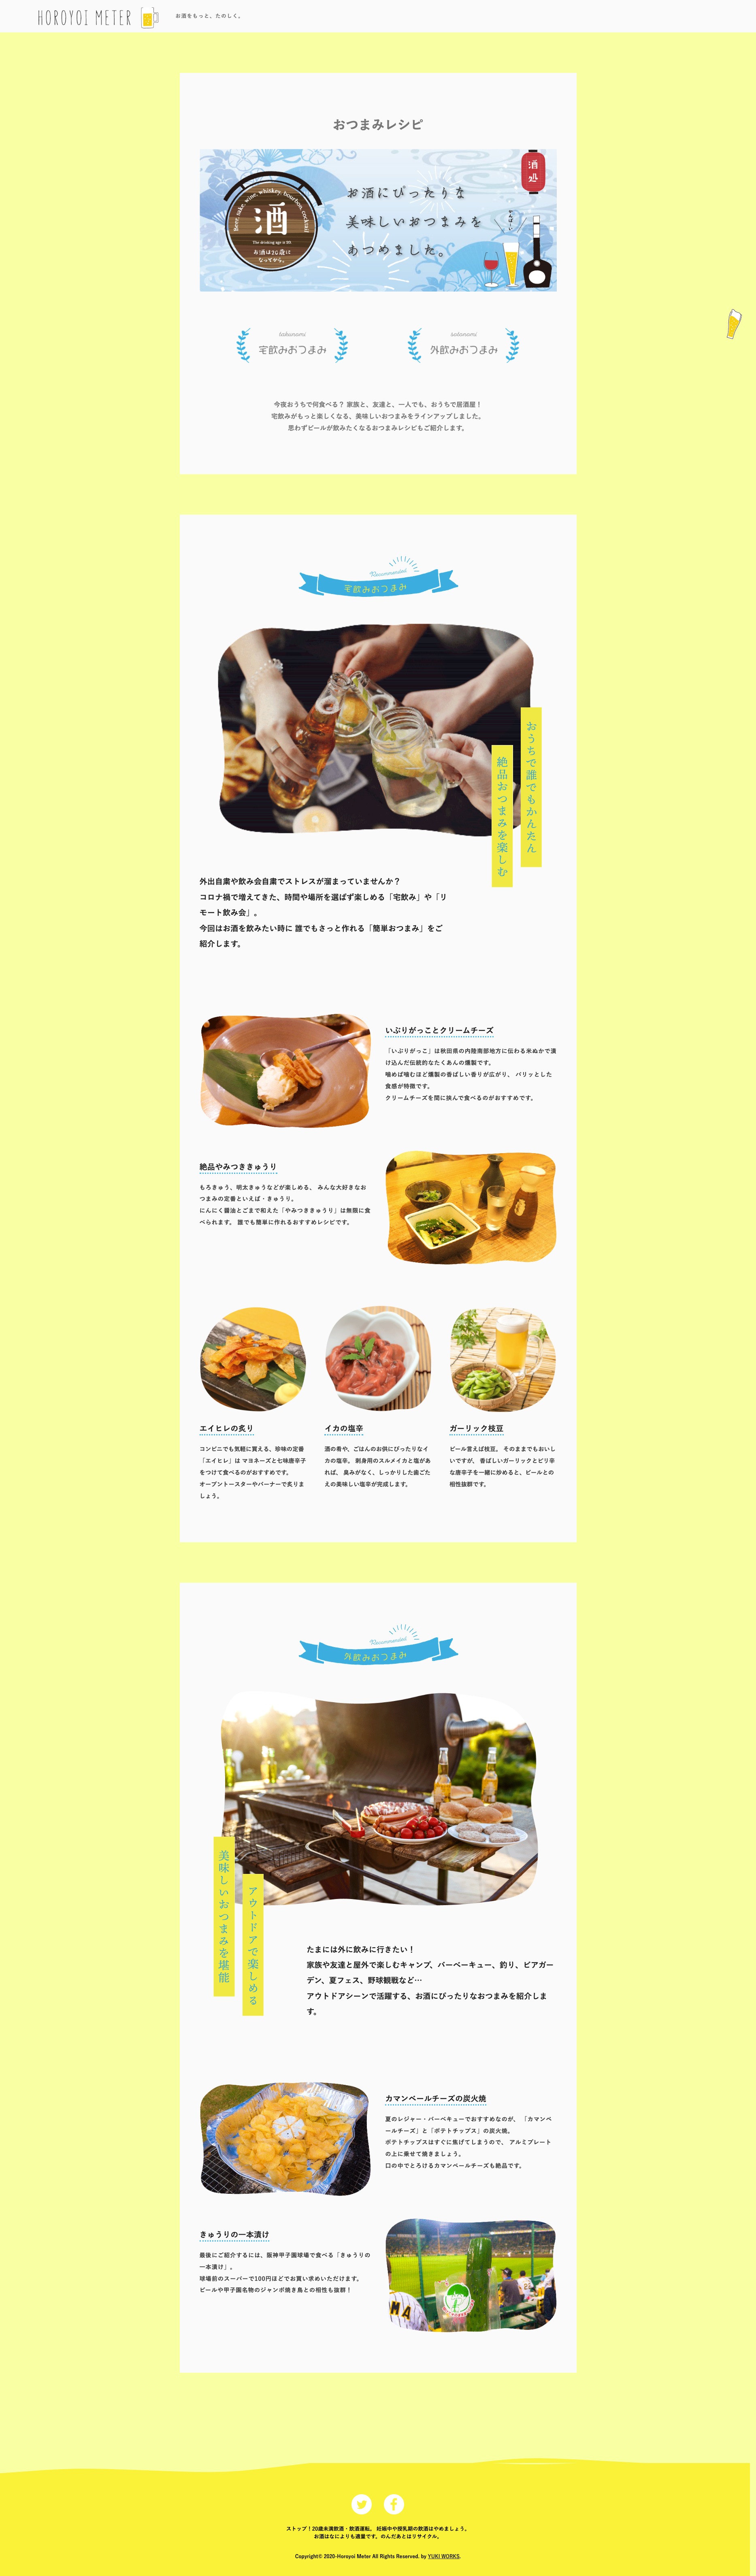 HOROYOI METER
お酒をもっと、たのしく。
おつまみレシピ
Beer, sake, wine, whiskey, bourbon, cocktail
酒
The drinking age is 20.
お酒は20歳に
なってから。
お酒にぴったりな
美味しいおつまみを
あつめました。
酒処
かんぱーい
takunomi
宅飲みおつまみ
sotonomi
外飲みおつまみ
今夜おうちで何食べる？ 家族と、友達と、一人でも、おうちで居酒屋！
宅飲みがもっと楽しくなる、美味しいおつまみをラインアップしました。
思わずビールが飲みたくなるおつまみレシピもご紹介します。
Recommended
宅飲みおつまみ
おうちで誰でもかんたん
絶品おつまみを楽しむ
外出自粛や飲み会自粛でストレスが溜まっていませんか？
コロナ禍で増えてきた、時間や場所を選ばず楽しめる「宅飲み」や「リ
モート飲み会」。
今回はお酒を飲みたい時に 誰でもさっと作れる「簡単おつまみ」をご
紹介します。
いぶりがっことクリームチーズ
「いぶりがっこ」は秋田県の内陸南部地方に伝わる米ぬかで漬
け込んだ伝統的なたくあんの燻製です。
噛めば噛むほど燻製の香ばしい香りが広がり、 パリッとした
食感が特徴です。
クリームチーズを間に挟んで食べるのがおすすめです。
絶品やみつききゅうり
もろきゅう、明太きゅうなどが楽しめる、 みんな大好きなお
つまみの定番といえば・きゅうり。
にんにく醤油とごまで和えた「やみつききゅうり」は無限に食
べられます。 誰でも簡単に作れるおすすめレシピです。
エイヒレの炙り
コンビニでも気軽に買える、珍味の定番
「エイヒレ」は マヨネーズと七味唐辛子
をつけて食べるのがおすすめです。
オーブントースターやバーナーで炙りま
しょう。
イカの塩辛
酒の肴や、ごはんのお供にぴったりなイ
カの塩辛。 刺身用のスルメイカと塩があ
れば。 臭みがなく、しっかりした歯ごた
えの美味しい塩辛が完成します。
ガーリック枝豆
ビール言えば枝豆。 そのままでもおいし
いですが、 香ばしいガーリックとピリ辛
な唐辛子を一緒に炒めると、ビールとの
相性抜群です。
Recommended
外飲みおつまみ
アウトドアで楽しめる
美味しいおつまみを堪能
たまには外に飲みに行きたい！
家族や友達と屋外で楽しむキャンプ、バーベーキュー、釣り、ビアガー
デン、夏フェス、野球観戦など…
アウトドアシーンで活躍する、お酒にぴったりなおつまみを紹介しま
す。
カマンベールチーズの炭火焼
夏のレジャー・バーベキューでおすすめなのが、 「カマンベ
ールチーズ」と「ポテトチップス」の炭火焼。
ポテトチップスはすぐに焦げてしまうので、 アルミプレート
の上に乗せて焼きましょう。
口の中でとろけるカマンベールチーズも絶品です。
きゅうりの一本漬け
最後にご紹介するには、阪神甲子園球場で食べる「きゅうりの
一本漬け」。
球場前のスーパーで100円ほどでお買い求めいただけます。
ビールや甲子園名物のジャンボ焼き鳥との相性も抜群！
MA
ストップ！20歳未満飲酒・飲酒運転。 妊娠中や授乳期の飲酒はやめましょう。
お酒はなによりも適量です。のんだあとはリサイクル。
Copyright© 2020-Horoyoi Meter All Rights Reserved. by YUKI WORKS.